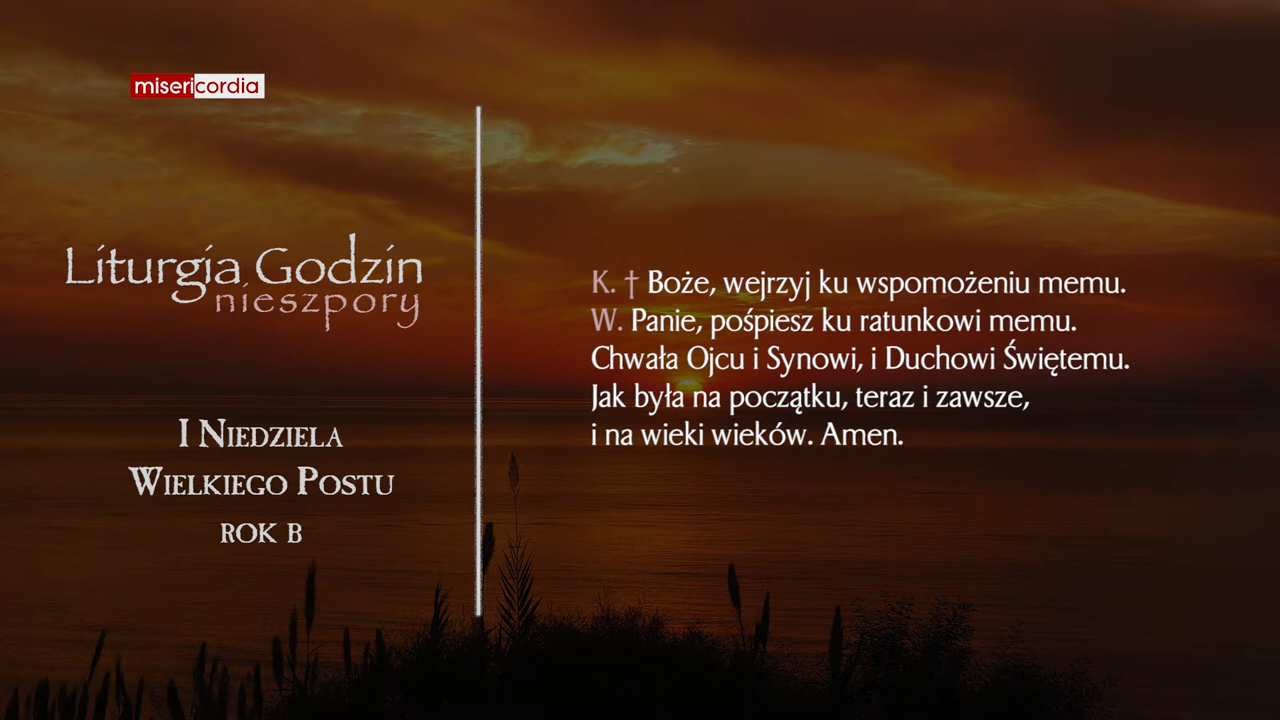 misericordia
Liturgia Godzin
nieszpory
I Niedziela
Wielkiego Postu
rok B
K. † Boże, wejrzyj ku wspomożeniu memu.
W. Panie, pośpiesz ku ratunkowi memu.
Chwała Ojcu i Synowi, i Duchowi Świętemu.
Jak była na początku, teraz i zawsze,
i na wieki wieków. Amen.